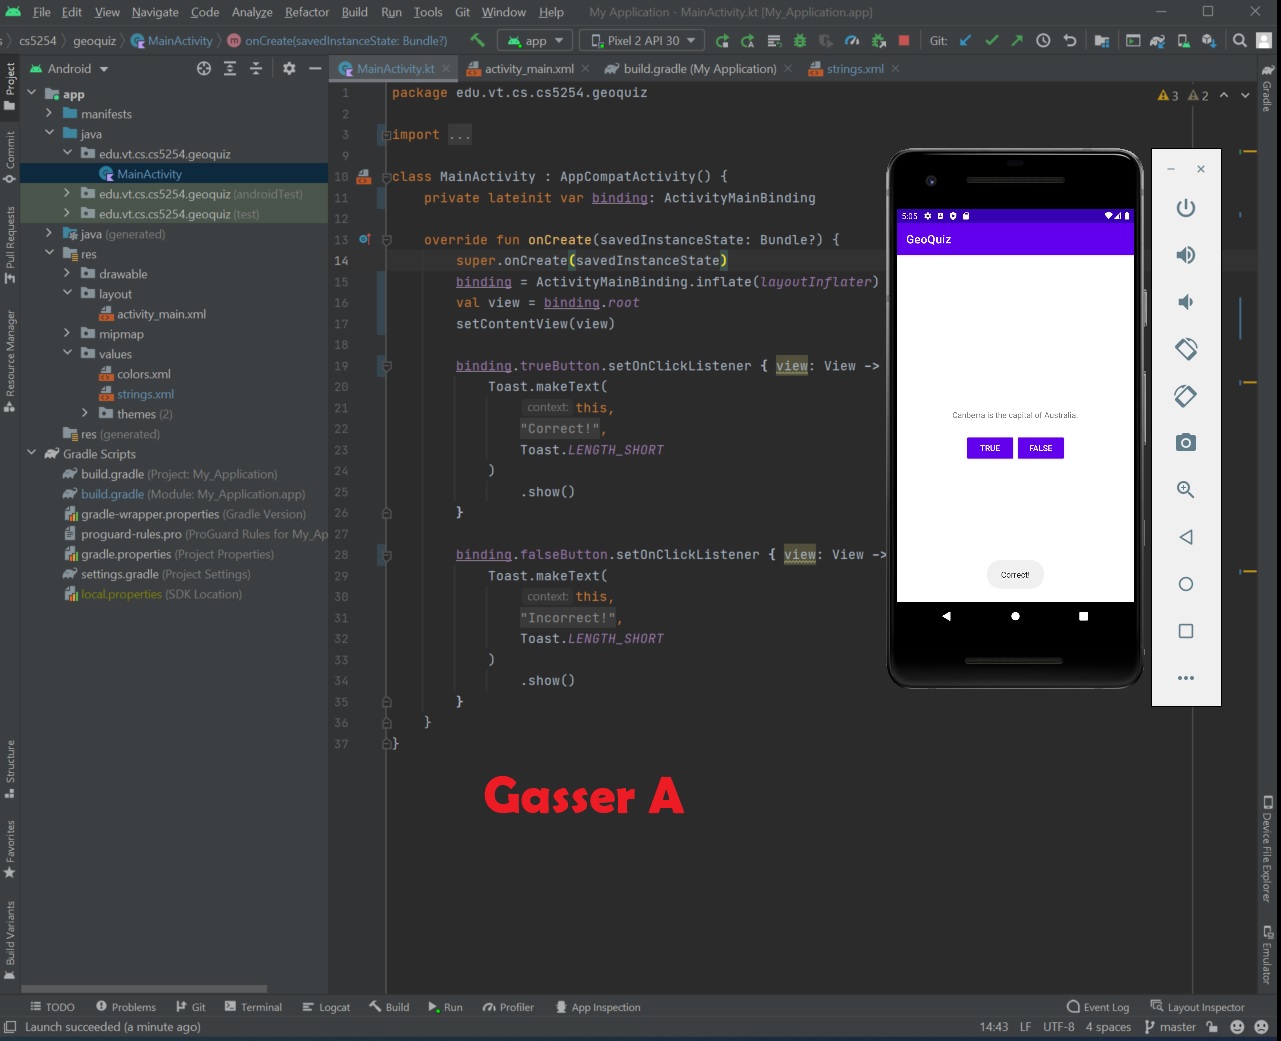 File Edit View Navigate Code Analyze Refactor Build Run Tools Git Window Help My Application - MainActivity.kt [My_Application.app]
cs5254 geoquiz MainActivity onCreate(savedInstanceState: Bundle?) app Pixel 2 API 30 Git:
Android MainActivity.kt activity_main.xml build.gradle (My Application) strings.xml
Project
Commit
Pull Requests
Resource Manager
Structure
Favorites
Build Variants
app
manifests
java
edu.vt.cs.cs5254.geoquiz
MainActivity
edu.vt.cs.cs5254.geoquiz (androidTest)
edu.vt.cs.cs5254.geoquiz (test)
java (generated)
res
drawable
layout
activity_main.xml
mipmap
values
colors.xml
strings.xml
themes (2)
res (generated)
Gradle Scripts
build.gradle (Project: My_Application)
build.gradle (Module: My_Application.app)
gradle-wrapper.properties (Gradle Version)
proguard-rules.pro (ProGuard Rules for My_Ap
gradle.properties (Project Properties)
settings.gradle (Project Settings)
local.properties (SDK Location)
1 package edu.vt.cs.cs5254.geoquiz
2
3 import ...
9
10 class MainActivity : AppCompatActivity() {
11 private lateinit var binding: ActivityMainBinding
12
13 override fun onCreate(savedInstanceState: Bundle?) {
14 super.onCreate(savedInstanceState)
15 binding = ActivityMainBinding.inflate(layoutInflater)
16 val view = binding.root
17 setContentView(view)
18
19 binding.trueButton.setOnClickListener { view: View ->
20 Toast.makeText(
21 context: this,
22 "Correct!",
23 Toast.LENGTH_SHORT
24 )
25 .show()
26 }
27
28 binding.falseButton.setOnClickListener { view: View ->
29 Toast.makeText(
30 context: this,
31 "Incorrect!",
32 Toast.LENGTH_SHORT
33 )
34 .show()
35 }
36 }
37 }
3 2
5:05
GeoQuiz
Canberra is the capital of Australia.
TRUE FALSE
Correct!
Gasser A
Gradle
Device File Explorer
Emulator
TODO Problems Git Terminal Logcat Build Run Profiler App Inspection Event Log Layout Inspector
Launch succeeded (a minute ago) 14:43 LF UTF-8 4 spaces master